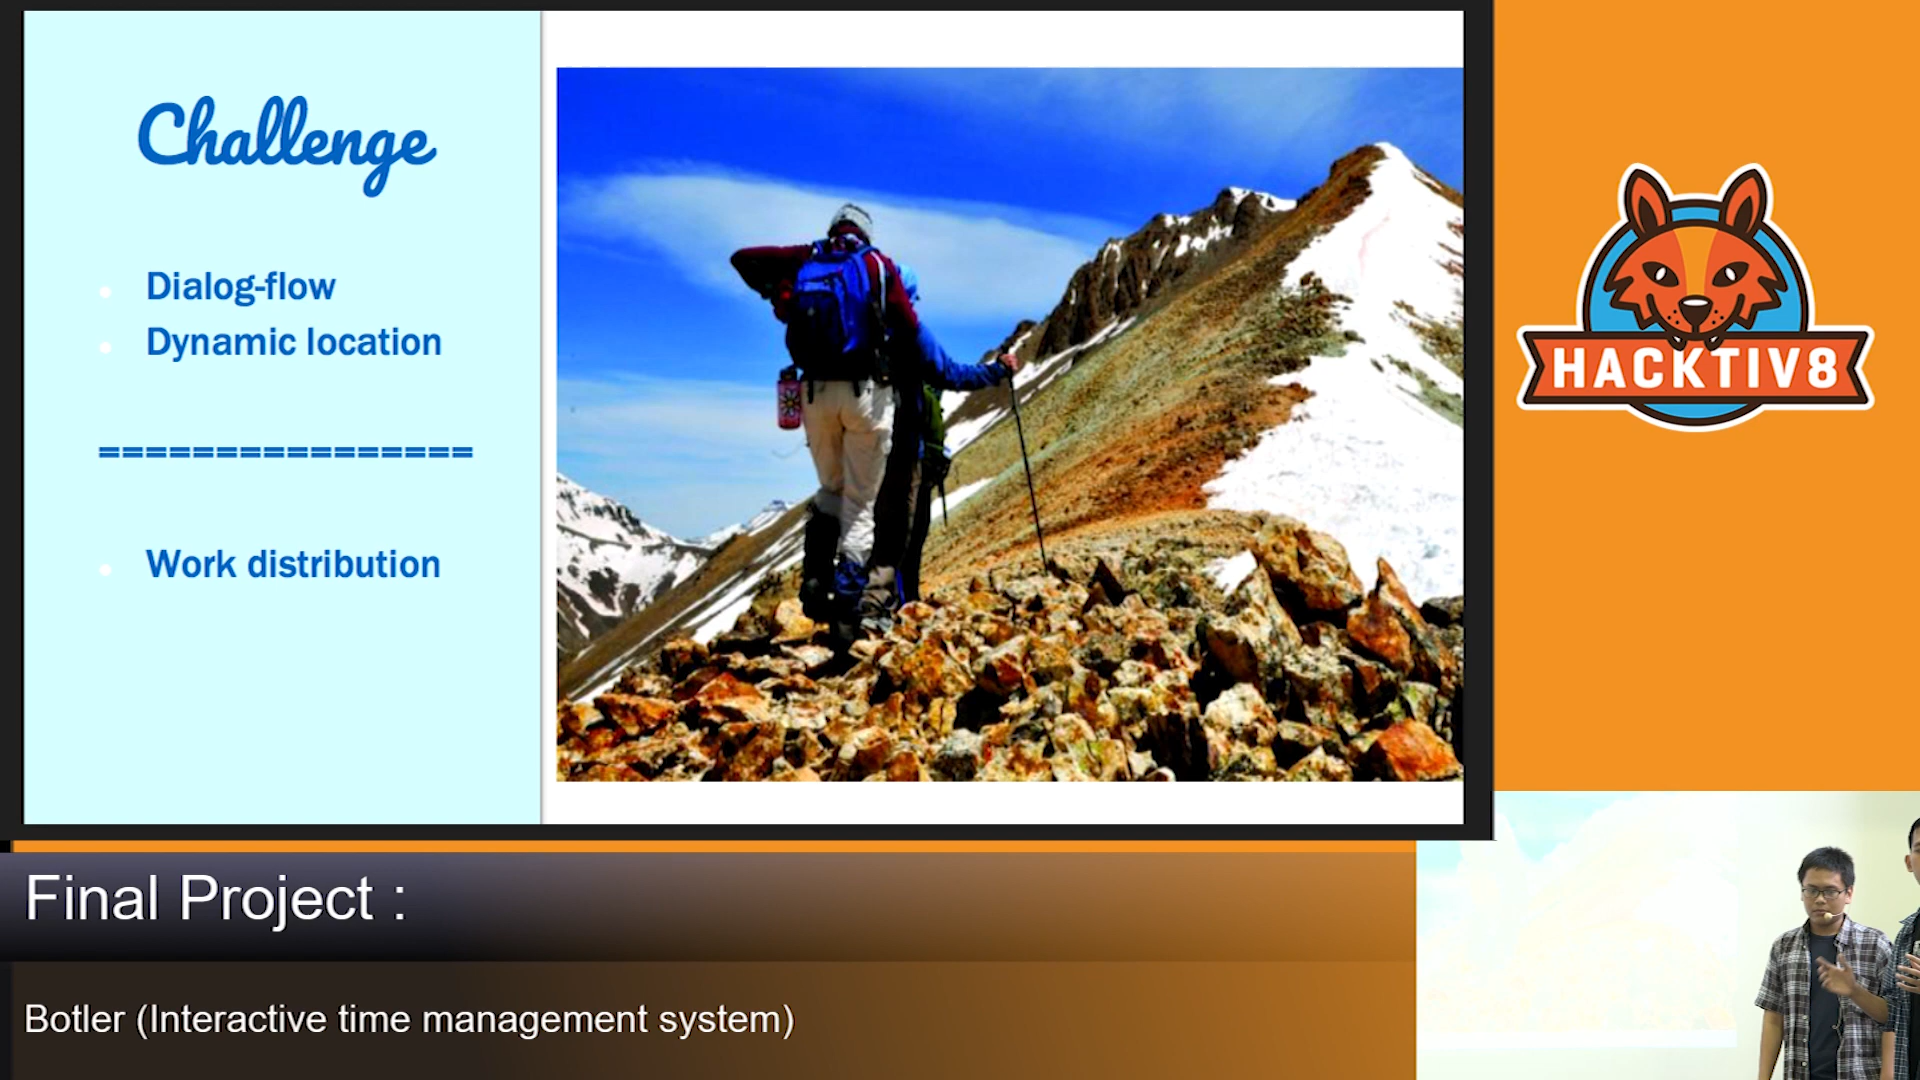 Challenge
Dialog-flow
Dynamic location
================
Work distribution
HACKTIV8
Final Project :
Botler (Interactive time management system)